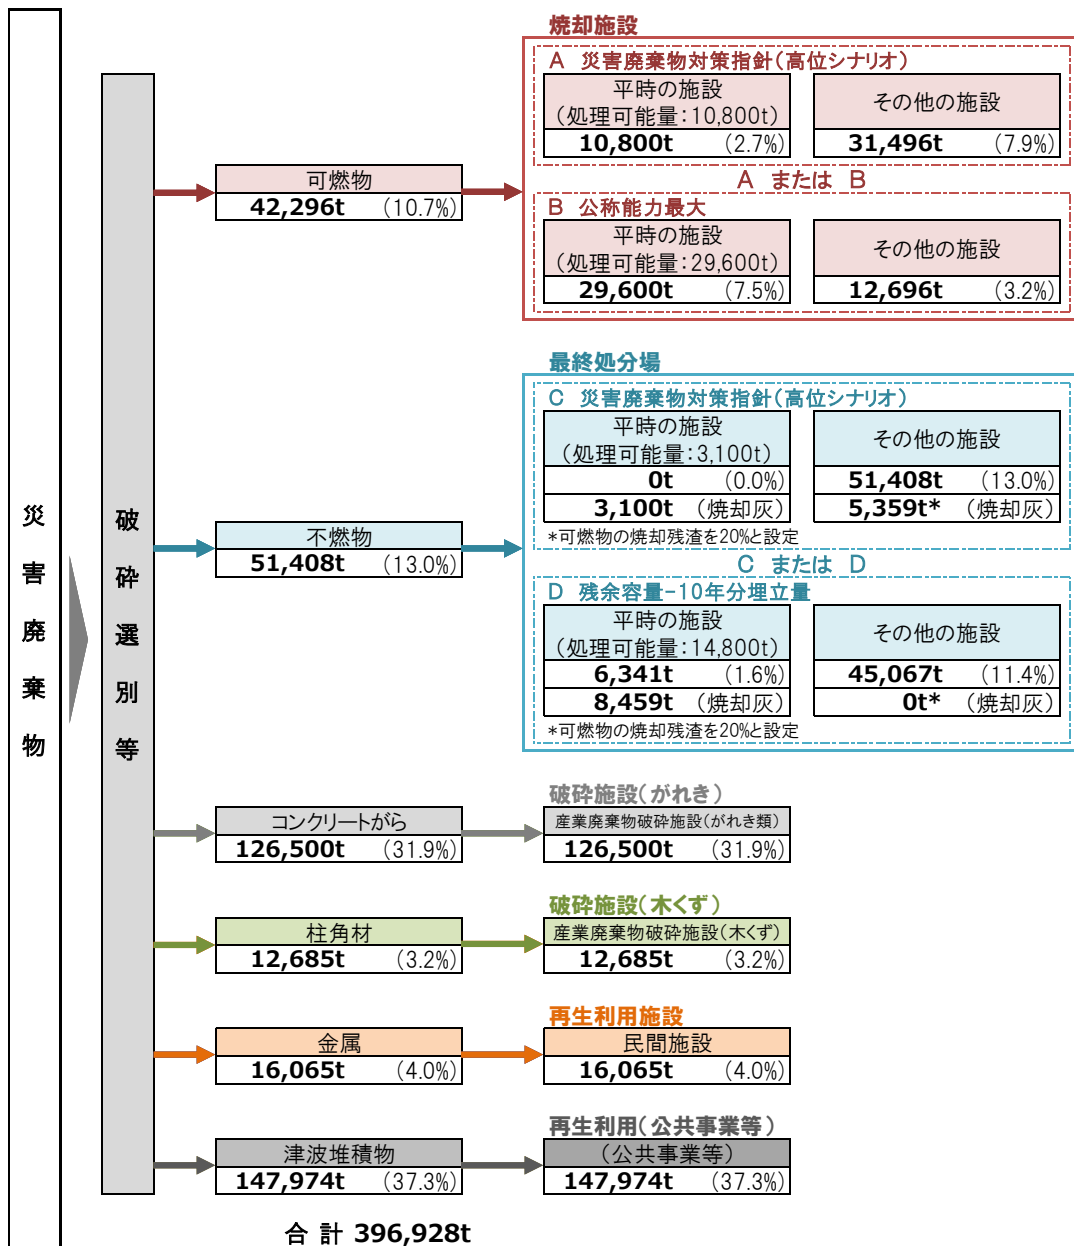 災害廃棄物
破砕選別等
可燃物
42,296t (10.7%)
焼却施設
A 災害廃棄物対策指針(高位シナリオ)
平時の施設
(処理可能量:10,800t)
10,800t (2.7%)
その他の施設
31,496t (7.9%)
A または B
B 公称能力最大
平時の施設
(処理可能量:29,600t)
29,600t (7.5%)
その他の施設
12,696t (3.2%)
不燃物
51,408t (13.0%)
最終処分場
C 災害廃棄物対策指針(高位シナリオ)
平時の施設
(処理可能量:3,100t)
0t (0.0%)
3,100t (焼却灰)
その他の施設
51,408t (13.0%)
5,359t* (焼却灰)
*可燃物の焼却残渣を20%と設定
C または D
D 残余容量-10年分埋立量
平時の施設
(処理可能量:14,800t)
6,341t (1.6%)
8,459t (焼却灰)
その他の施設
45,067t (11.4%)
0t* (焼却灰)
*可燃物の焼却残渣を20%と設定
コンクリートがら
126,500t (31.9%)
破砕施設(がれき)
産業廃棄物破砕施設(がれき類)
126,500t (31.9%)
柱角材
12,685t (3.2%)
破砕施設(木くず)
産業廃棄物破砕施設(木くず)
12,685t (3.2%)
金属
16,065t (4.0%)
再生利用施設
民間施設
16,065t (4.0%)
津波堆積物
147,974t (37.3%)
再生利用(公共事業等)
(公共事業等)
147,974t (37.3%)
合 計 396,928t